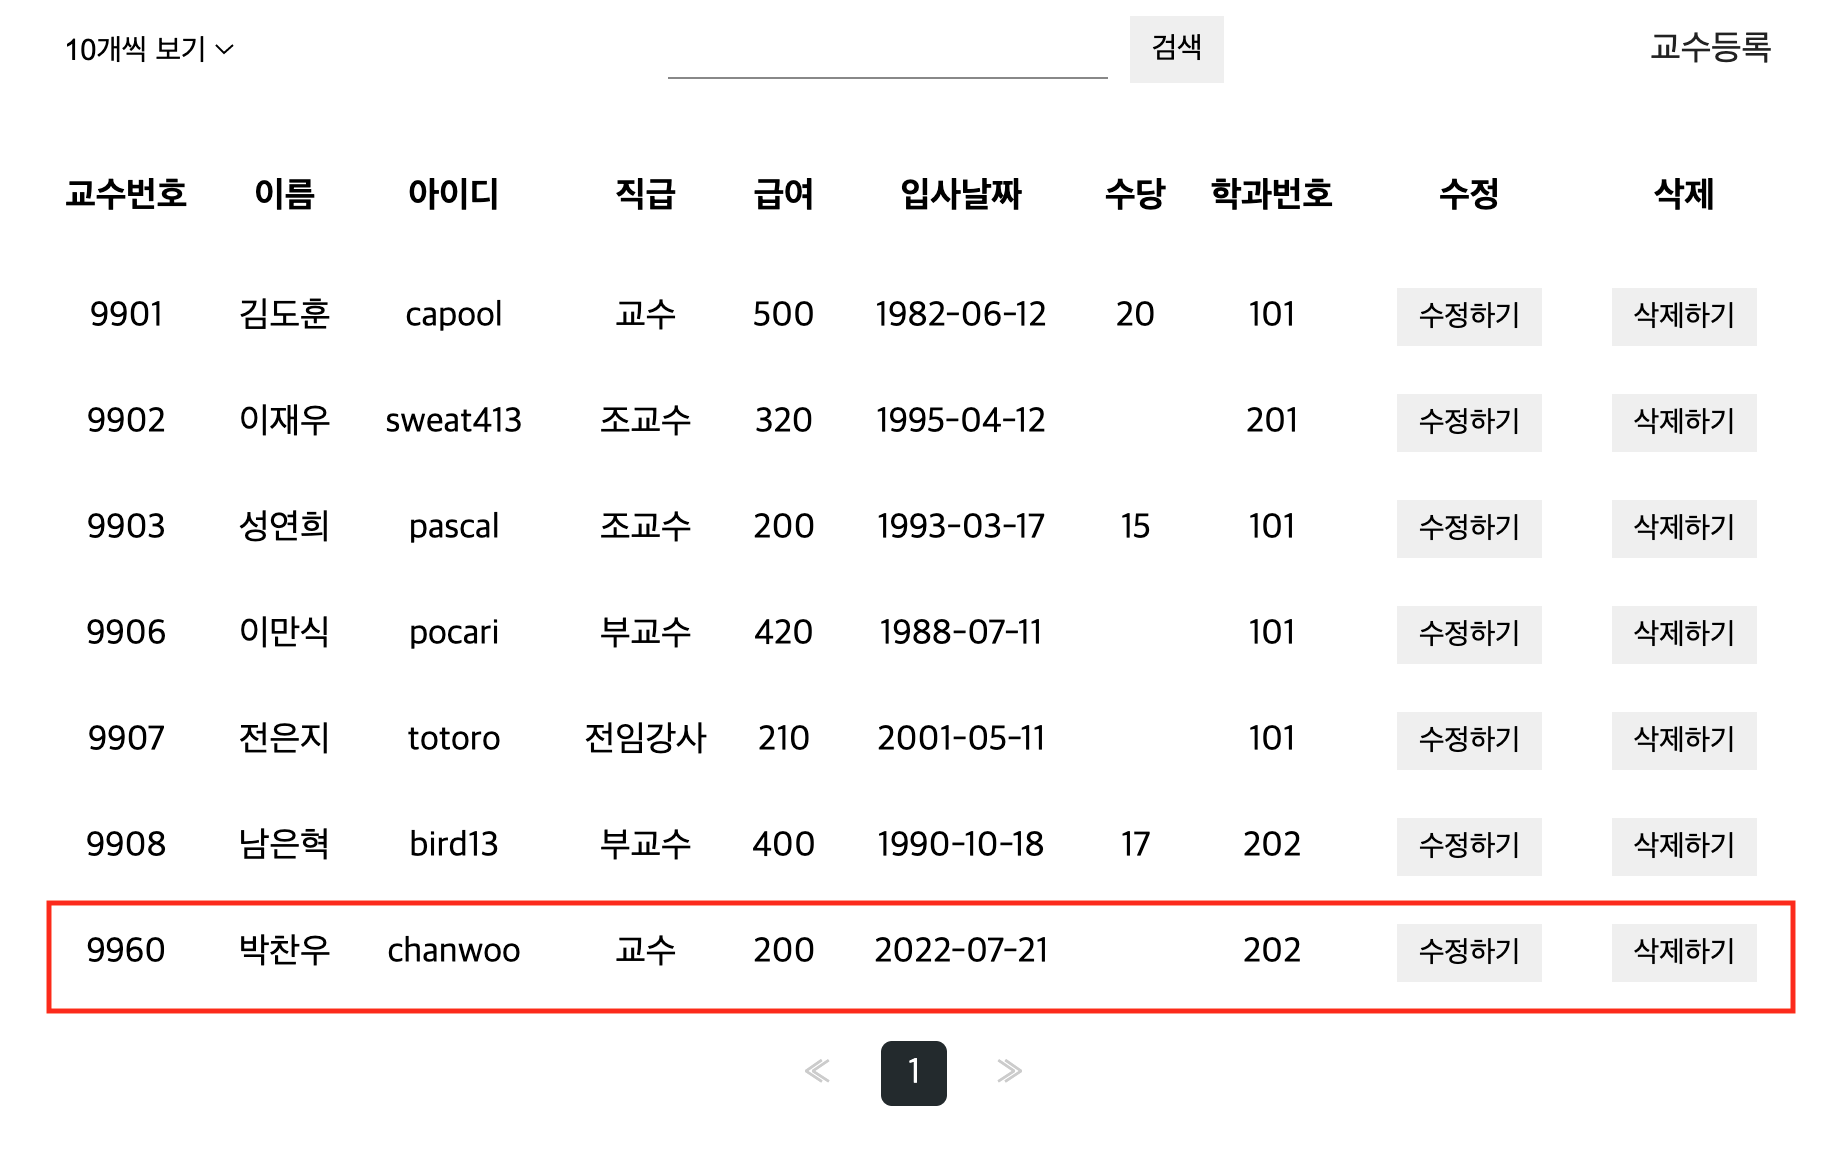 10개씩 보기 검색 교수등록
교수번호 이름 아이디 직급 급여 입사날짜 수당 학과번호 수정 삭제
9901 김도훈 capool 교수 500 1982-06-12 20 101 수정하기 삭제하기
9902 이재우 sweat413 조교수 320 1995-04-12 201 수정하기 삭제하기
9903 성연희 pascal 조교수 200 1993-03-17 15 101 수정하기 삭제하기
9906 이만식 pocari 부교수 420 1988-07-11 101 수정하기 삭제하기
9907 전은지 totoro 전임강사 210 2001-05-11 101 수정하기 삭제하기
9908 남은혁 bird13 부교수 400 1990-10-18 17 202 수정하기 삭제하기
9960 박찬우 chanwoo 교수 200 2022-07-21 202 수정하기 삭제하기
1